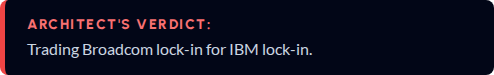 ARCHITECT'S VERDICT:
Trading Broadcom lock-in for IBM lock-in.